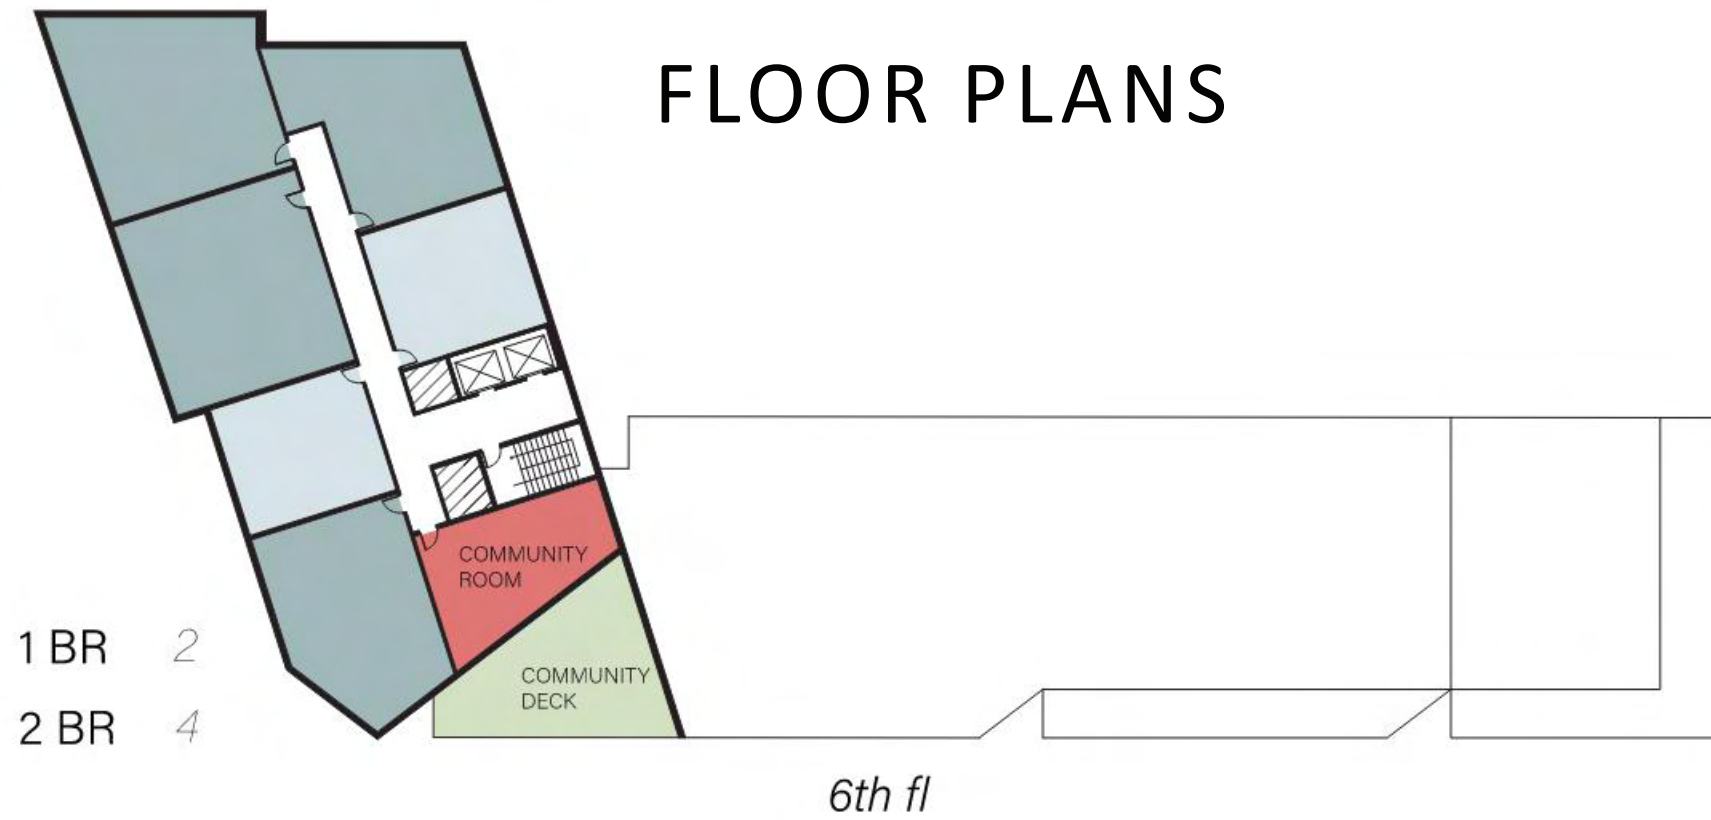 FLOOR PLANS
COMMUNITY
ROOM
COMMUNITY
DECK
1 BR 2
2 BR 4
6th fl